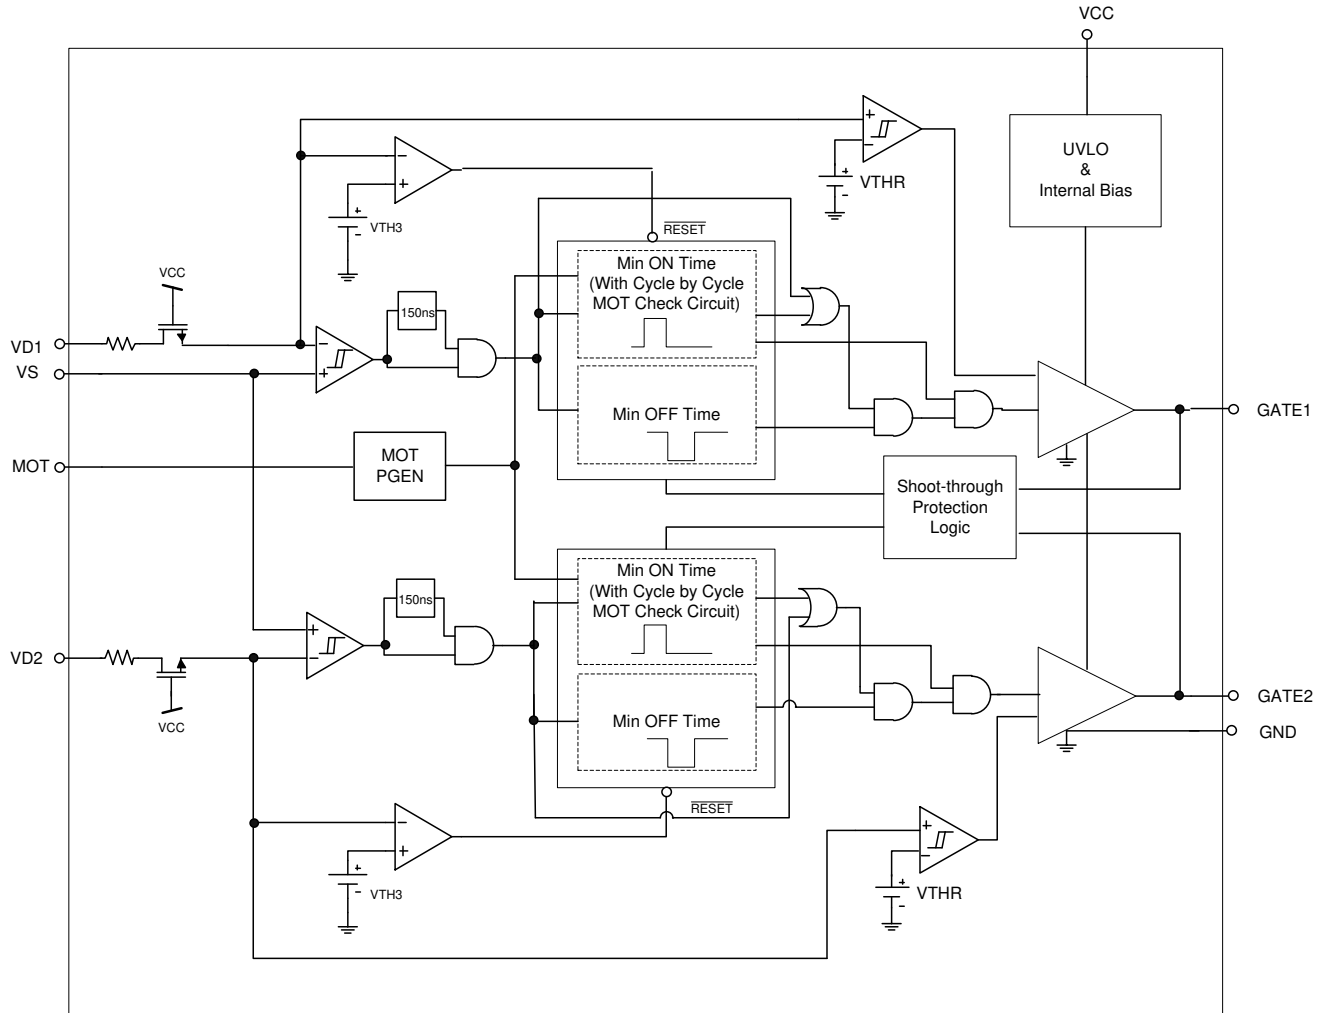 VCC
UVLO
&
Internal Bias
+
-
VTHR
-
+
+
-
VTH3
RESET
Min ON Time
(With Cycle by Cycle
MOT Check Circuit)
VCC
150ns
VD1
-
VS
+
Min OFF Time
GATE1
MOT
MOT
PGEN
Shoot-through
Protection
Logic
Min ON Time
(With Cycle by Cycle
MOT Check Circuit)
150ns
+
VD2
-
VCC
Min OFF Time
GATE2
GND
RESET
-
+
+
-
VTH3
+
-
+
-
VTHR